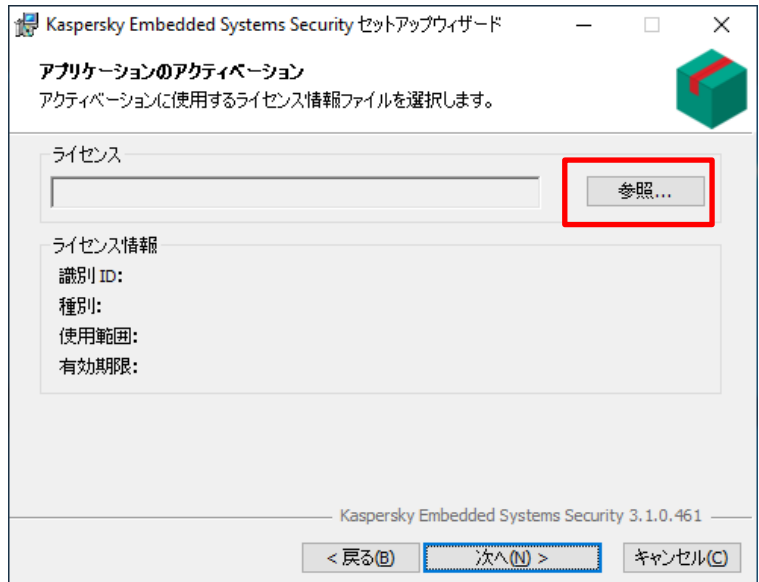 Kaspersky Embedded Systems Security セットアップウィザード
アプリケーションのアクティベーション
アクティベーションに使用するライセンス情報ファイルを選択します。
ライセンス
参照...
ライセンス情報
識別 ID:
種別:
使用範囲:
有効期限:
Kaspersky Embedded Systems Security 3.1.0.461
< 戻る(B)
次へ(N) >
キャンセル(C)